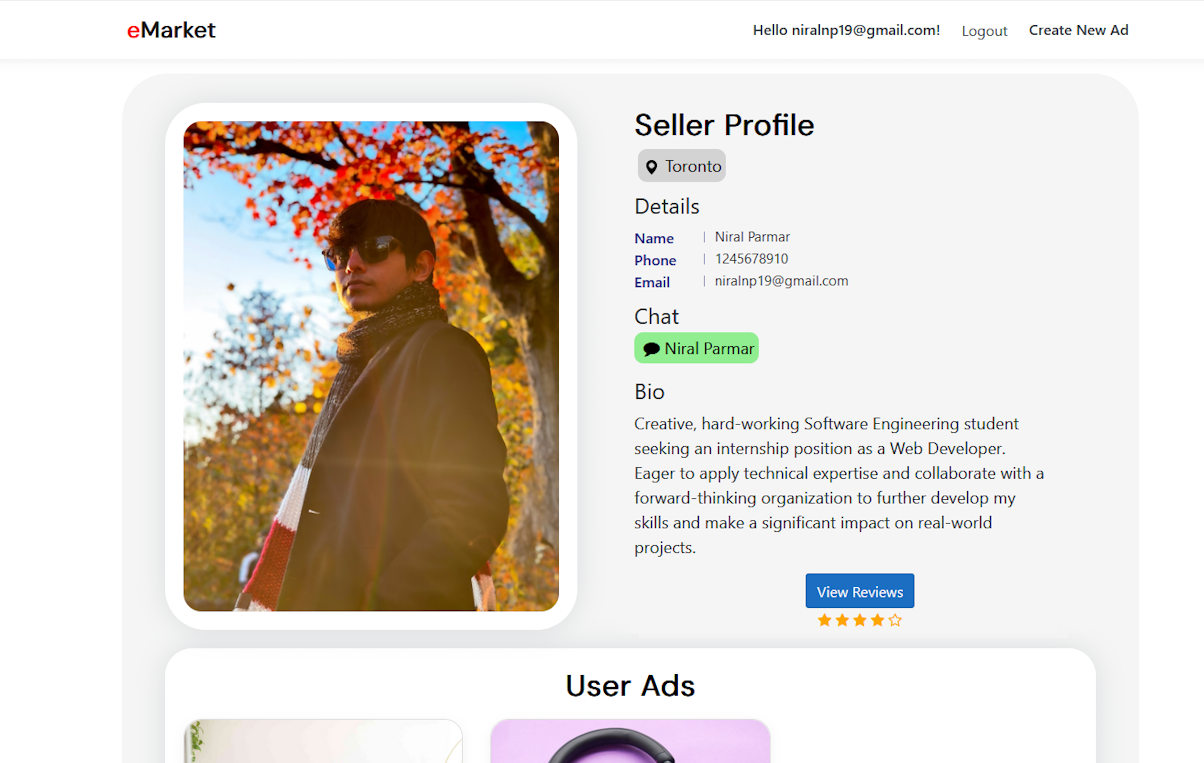 eMarket
Hello niralnp19@gmail.com!
Logout
Create New Ad
Seller Profile
Toronto
Details
Name | Niral Parmar
Phone | 1245678910
Email | niralnp19@gmail.com
Chat
Niral Parmar
Bio
Creative, hard-working Software Engineering student
seeking an internship position as a Web Developer.
Eager to apply technical expertise and collaborate with a
forward-thinking organization to further develop my
skills and make a significant impact on real-world
projects.
View Reviews
User Ads